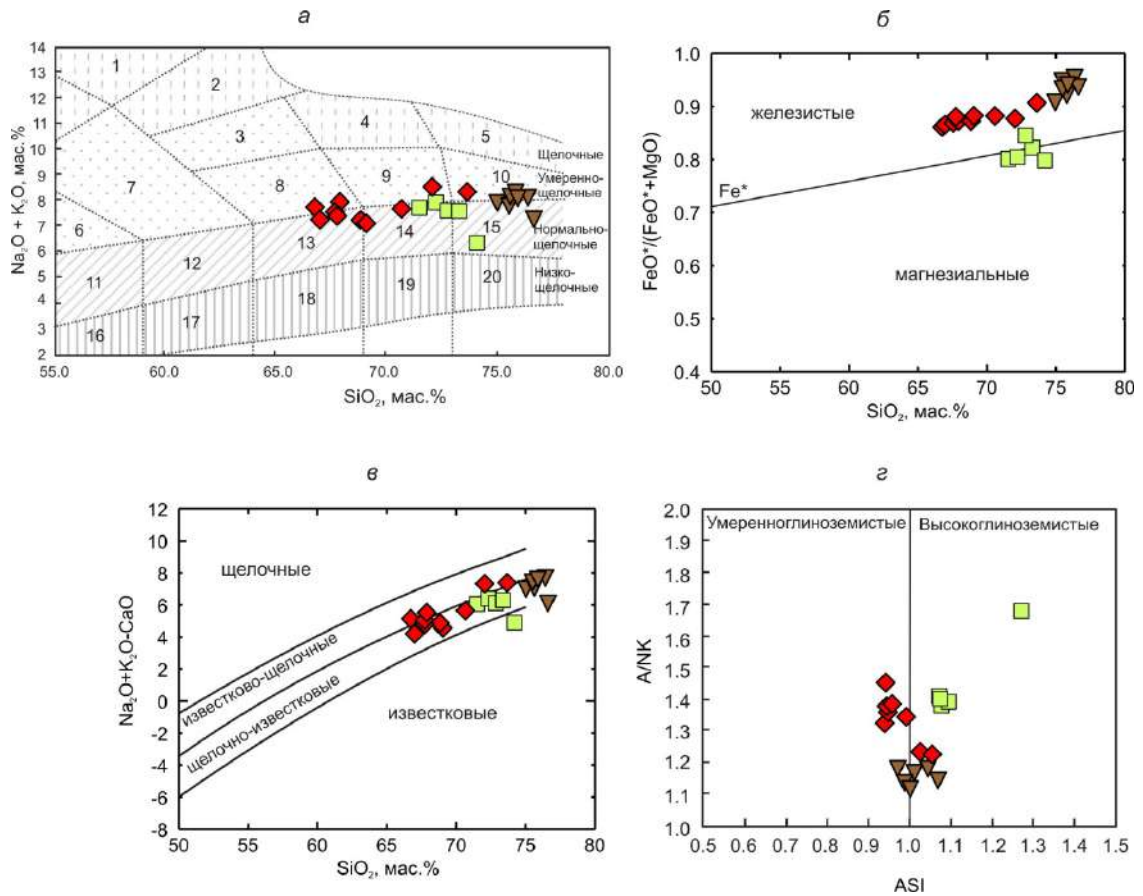 а
14
13
12
11
10
9
8
7
6
5
4
3
2
Na₂O + K₂O, мас.%
1
2
3
4
5
Щелочные
6
7
8
9
10
Умеренно-
щелочные
11
12
13
14
15
Нормально-
щелочные
16
17
18
19
20
Низко-
щелочные
55.0 60.0 65.0 70.0 75.0 80.0
SiO₂, мас.%
б
1.0
0.9
0.8
0.7
0.6
0.5
0.4
FeO*/(FeO*+MgO)
железистые
Fe*
магнезиальные
50 55 60 65 70 75 80
SiO₂, мас.%
в
12
10
8
6
4
2
0
-2
-4
-6
-8
Na₂O+K₂O-CaO
щелочные
известково-щелочные
щелочно-известковые
известковые
50 55 60 65 70 75 80
SiO₂, мас.%
г
2.0
1.9
1.8
1.7
1.6
1.5
1.4
1.3
1.2
1.1
1.0
A/NK
Умеренноглиноземистые
Высокоглиноземистые
0.5 0.6 0.7 0.8 0.9 1.0 1.1 1.2 1.3 1.4 1.5
ASI